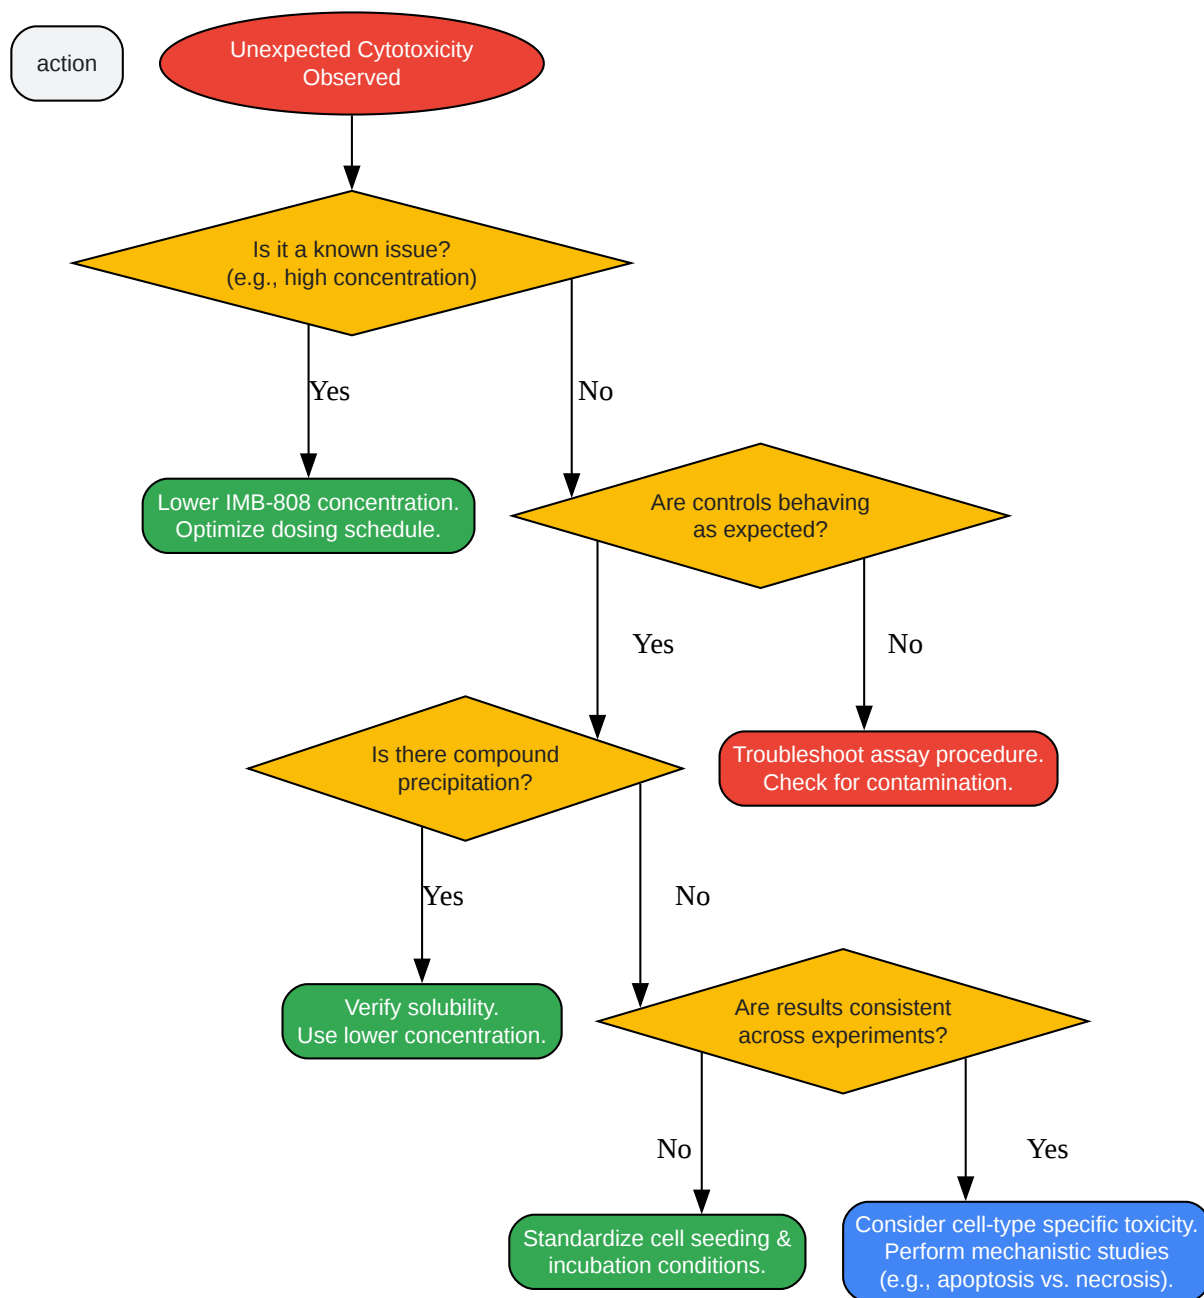 action
Unexpected Cytotoxicity
Observed
Is it a known issue?
(e.g., high concentration)
Yes
No
Lower IMB-808 concentration.
Optimize dosing schedule.
Are controls behaving
as expected?
Yes
No
Is there compound
precipitation?
Troubleshoot assay procedure.
Check for contamination.
Yes
No
Verify solubility.
Use lower concentration.
Are results consistent
across experiments?
No
Yes
Standardize cell seeding &
incubation conditions.
Consider cell-type specific toxicity.
Perform mechanistic studies
(e.g., apoptosis vs. necrosis).